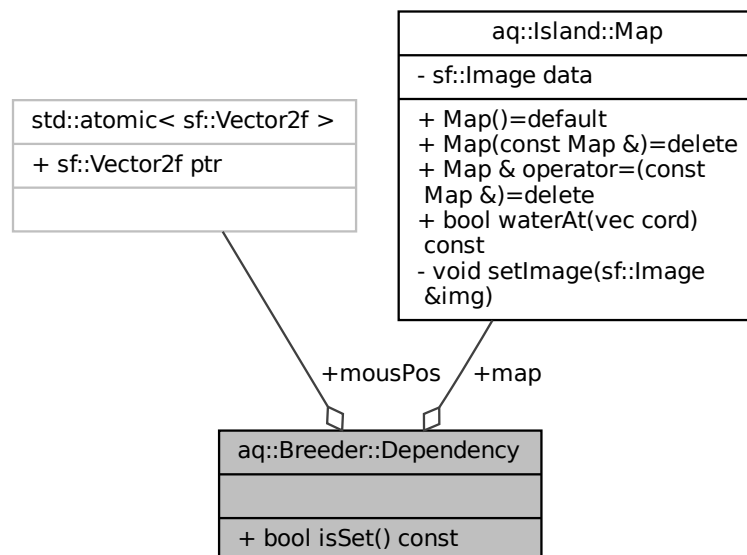 aq::Island::Map
- sf::Image data
+ Map()=default
+ Map(const Map &)=delete
+ Map & operator=(const
Map &)=delete
+ bool waterAt(vec cord)
const
- void setImage(sf::Image
&img)
std::atomic< sf::Vector2f >
+ sf::Vector2f ptr
+mousPos
+map
aq::Breeder::Dependency
+ bool isSet() const